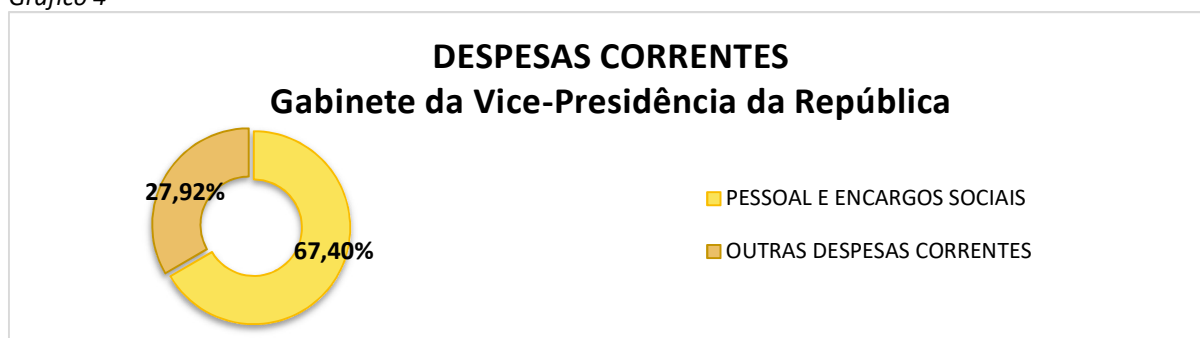 Gráfico 4
DESPESAS CORRENTES
Gabinete da Vice-Presidência da República
27,92%
67,40%
PESSOAL E ENCARGOS SOCIAIS
OUTRAS DESPESAS CORRENTES